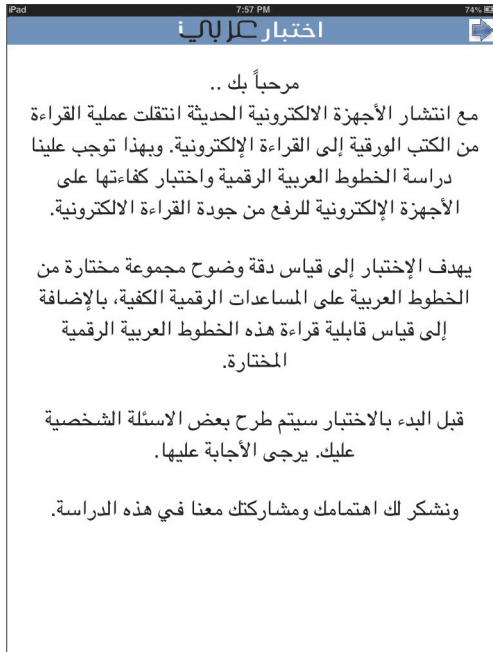 iPad 7:57 PM 74%
اختبار عربي i
مرحباً بك ..
مع انتشار الأجهزة الالكترونية الحديثة انتقلت عملية القراءة
من الكتب الورقية إلى القراءة الإلكترونية. وبهذا توجب علينا
دراسة الخطوط العربية الرقمية واختبار كفاءتها على
الأجهزة الإلكترونية للرفع من جودة القراءة الالكترونية.
يهدف الإختبار إلى قياس دقة وضوح مجموعة مختارة من
الخطوط العربية على المساعدات الرقمية الكفية، بالإضافة
إلى قياس قابلية قراءة هذه الخطوط العربية الرقمية
المختارة.
قبل البدء بالاختبار سيتم طرح بعض الاسئلة الشخصية
عليك. يرجى الأجابة عليها.
ونشكر لك اهتمامك ومشاركتك معنا في هذه الدراسة.